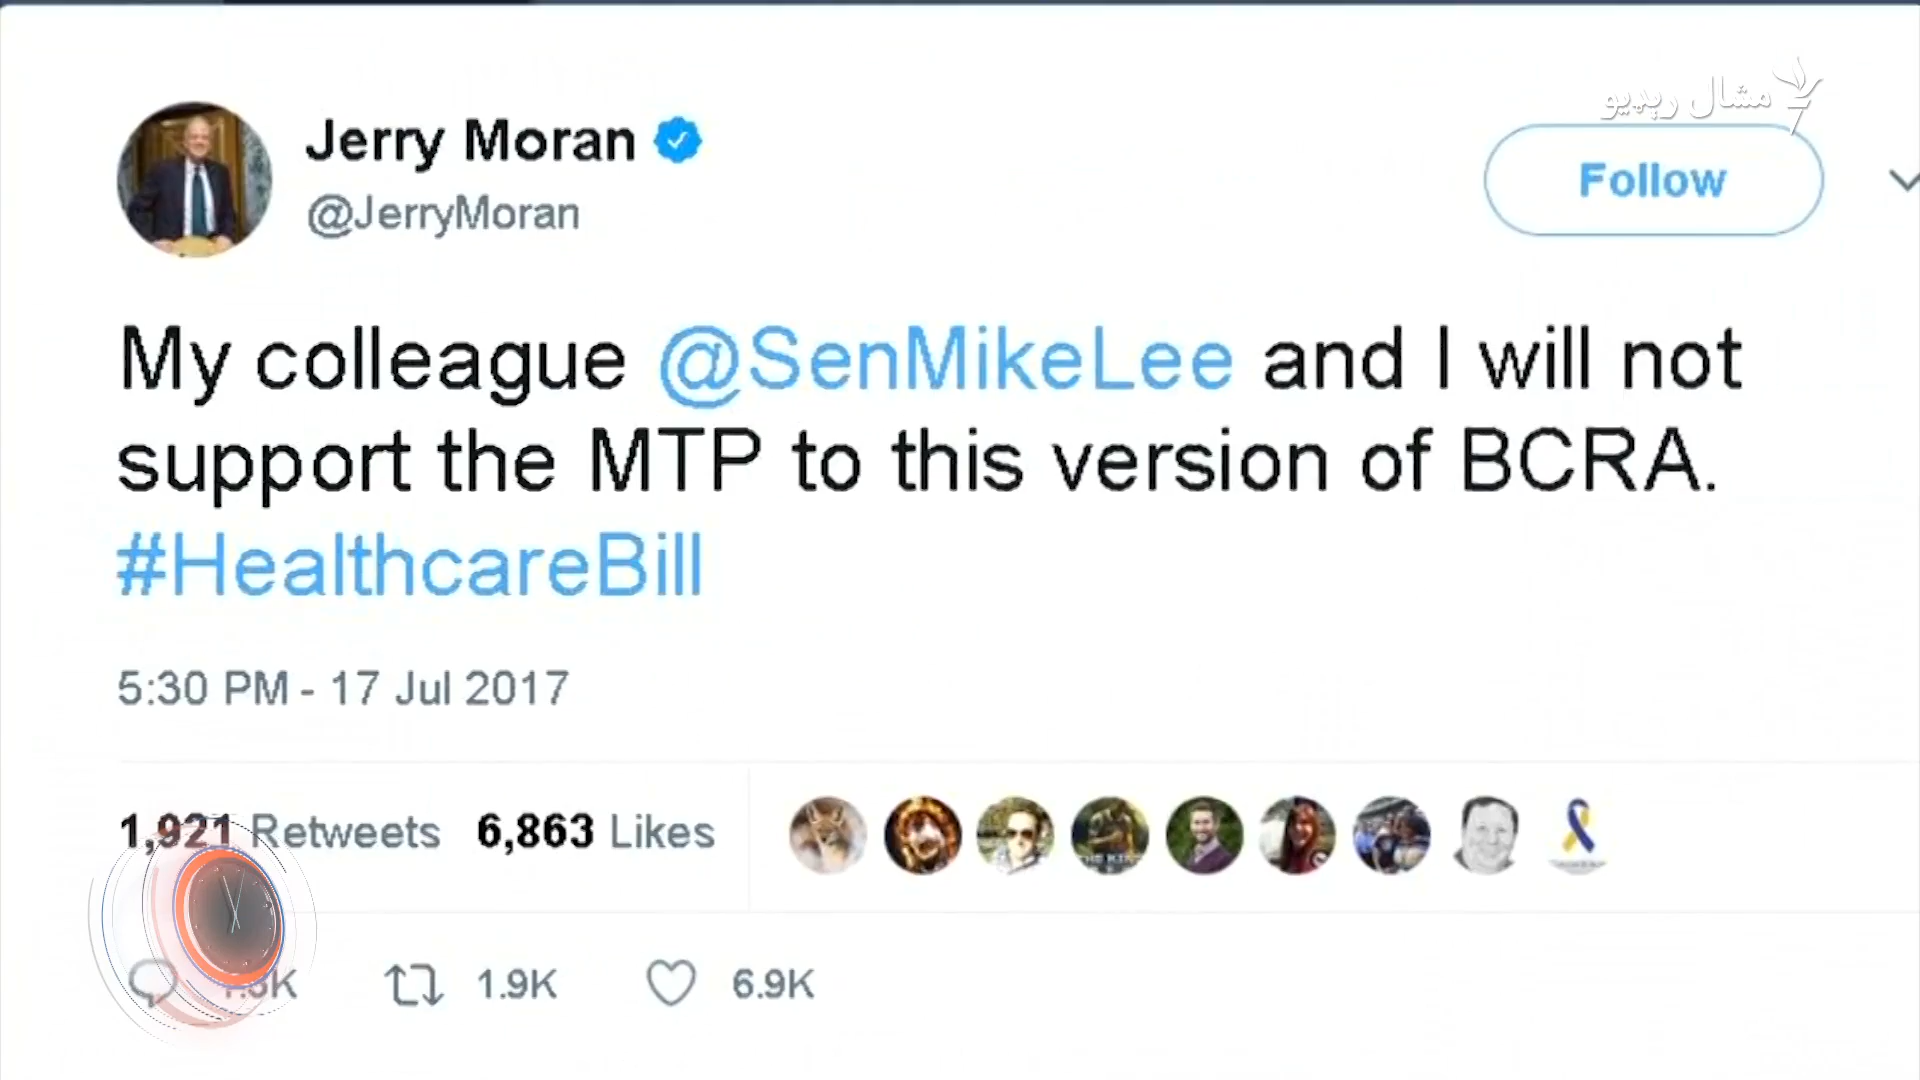 مشال ریډیو
Jerry Moran
@JerryMoran
Follow
My colleague @SenMikeLee and I will not
support the MTP to this version of BCRA.
#HealthcareBill
5:30 PM - 17 Jul 2017
1,921 Retweets 6,863 Likes
1.9K 6.9K